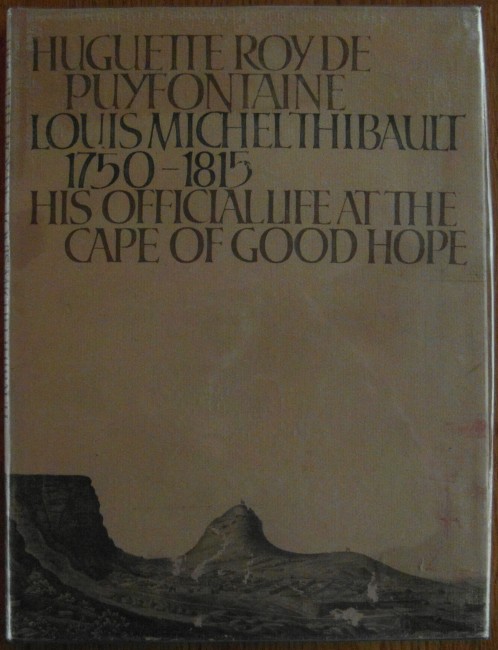 HUGUETTE ROY DE
PUYFONTAINE
LOUIS MICHEL THIBAULT
1750-1815
HIS OFFICIAL LIFE AT THE
CAPE OF GOOD HOPE